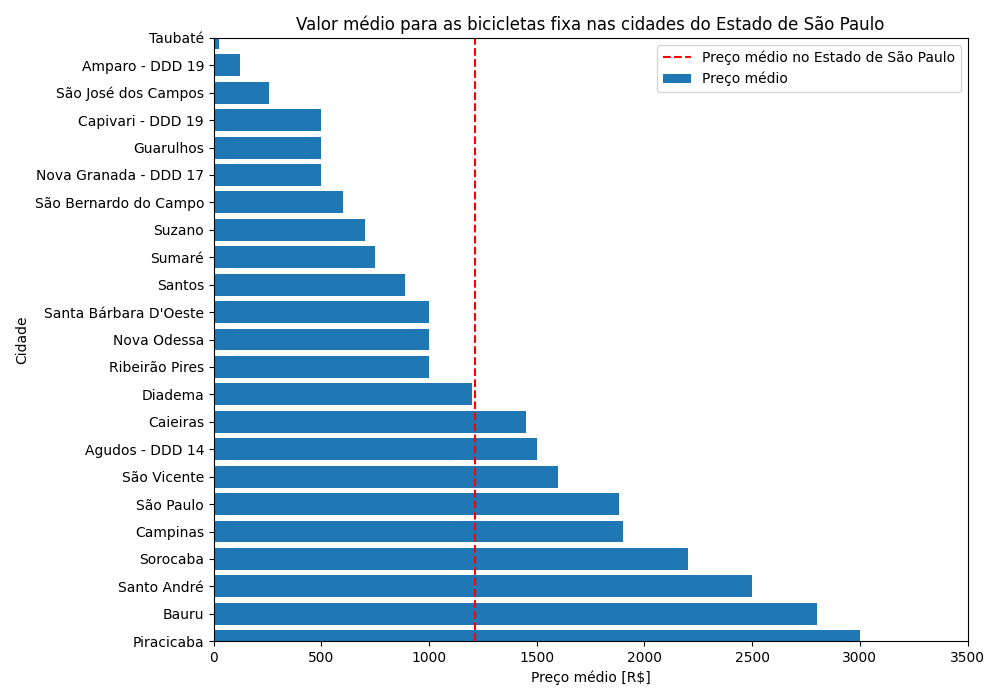 Valor médio para as bicicletas fixa nas cidades do Estado de São Paulo
Preço médio no Estado de São Paulo
Preço médio
Cidade
Taubaté
Amparo - DDD 19
São José dos Campos
Capivari - DDD 19
Guarulhos
Nova Granada - DDD 17
São Bernardo do Campo
Suzano
Sumaré
Santos
Santa Bárbara D'Oeste
Nova Odessa
Ribeirão Pires
Diadema
Caieiras
Agudos - DDD 14
São Vicente
São Paulo
Campinas
Sorocaba
Santo André
Bauru
Piracicaba
0 500 1000 1500 2000 2500 3000 3500
Preço médio [R$]